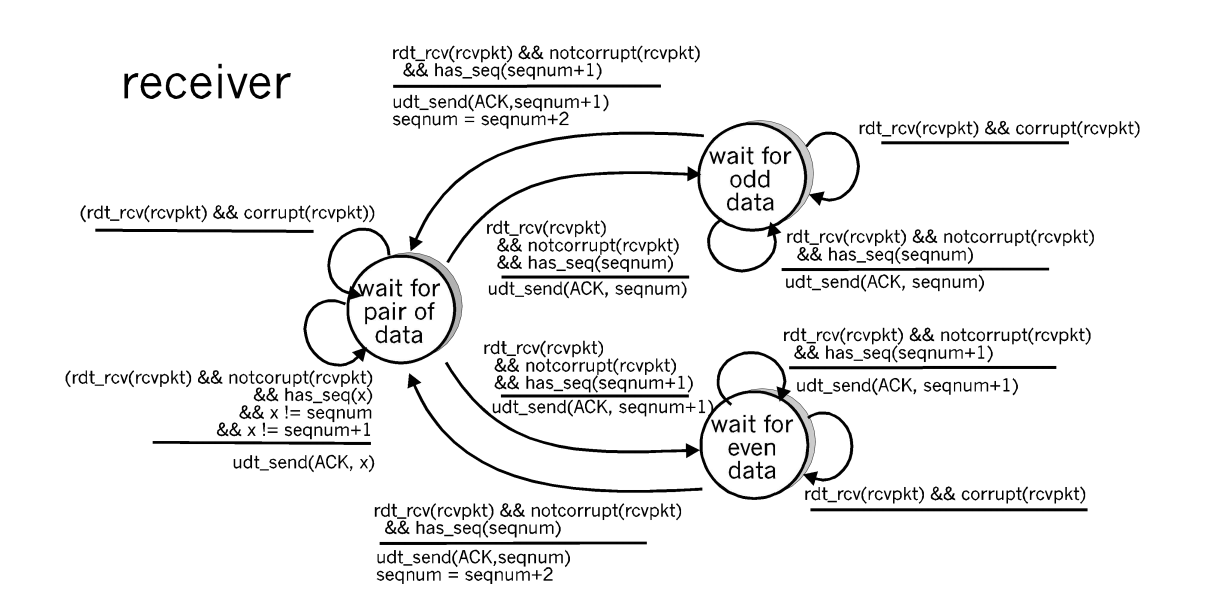 receiver
rdt_rcv(rcvpkt) && notcorrupt(rcvpkt)
&& has_seq(seqnum+1)
udt_send(ACK,seqnum+1)
seqnum = seqnum+2
wait for
odd
data
rdt_rcv(rcvpkt) && corrupt(rcvpkt)
(rdt_rcv(rcvpkt) && corrupt(rcvpkt))
rdt_rcv(rcvpkt)
&& notcorrupt(rcvpkt)
&& has_seq(seqnum)
udt_send(ACK, seqnum)
rdt_rcv(rcvpkt) && notcorrupt(rcvpkt)
&& has_seq(seqnum)
udt_send(ACK, seqnum)
wait for
pair of
data
(rdt_rcv(rcvpkt) && notcorupt(rcvpkt)
&& has_seq(x)
&& x != seqnum
&& x != seqnum+1
udt_send(ACK, x)
rdt_rcv(rcvpkt)
&& notcorrupt(rcvpkt)
&& has_seq(seqnum+1)
udt_send(ACK, seqnum+1)
rdt_rcv(rcvpkt) && notcorrupt(rcvpkt)
&& has_seq(seqnum+1)
udt_send(ACK, seqnum+1)
wait for
even
data
rdt_rcv(rcvpkt) && corrupt(rcvpkt)
rdt_rcv(rcvpkt) && notcorrupt(rcvpkt)
&& has_seq(seqnum)
udt_send(ACK,seqnum)
seqnum = seqnum+2